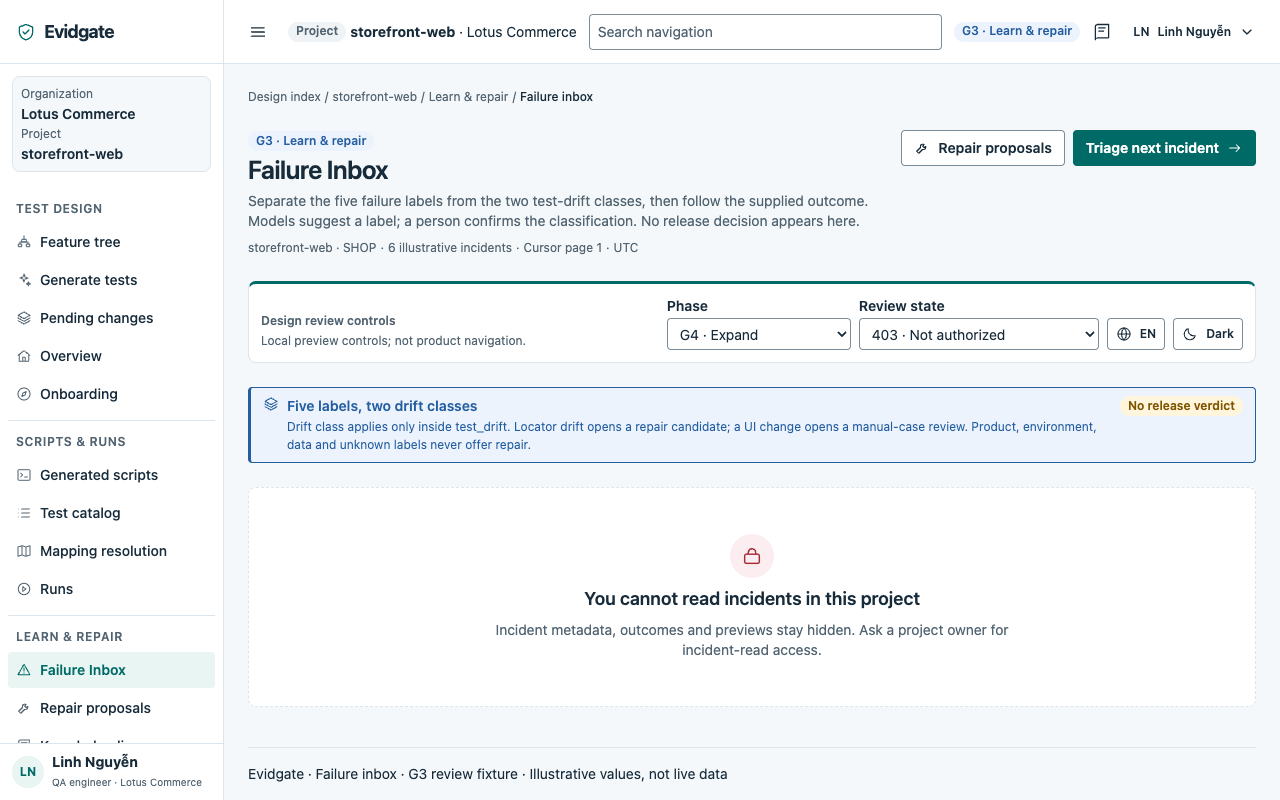 Evidgate
Project storefront-web · Lotus Commerce
Search navigation
G3 · Learn & repair
LN Linh Nguyễn
Organization
Lotus Commerce
Project
storefront-web
TEST DESIGN
Feature tree
Generate tests
Pending changes
Overview
Onboarding
SCRIPTS & RUNS
Generated scripts
Test catalog
Mapping resolution
Runs
LEARN & REPAIR
Failure Inbox
Repair proposals
LN
Linh Nguyễn
QA engineer · Lotus Commerce
Design index / storefront-web / Learn & repair / Failure inbox
G3 · Learn & repair
Failure Inbox
Separate the five failure labels from the two test-drift classes, then follow the supplied outcome.
Models suggest a label; a person confirms the classification. No release decision appears here.
storefront-web · SHOP · 6 illustrative incidents · Cursor page 1 · UTC
Repair proposals
Triage next incident
Design review controls
Local preview controls; not product navigation.
Phase
G4 · Expand
Review state
403 · Not authorized
EN
Dark
Five labels, two drift classes
Drift class applies only inside test_drift. Locator drift opens a repair candidate; a UI change opens a manual-case review. Product, environment,
data and unknown labels never offer repair.
No release verdict
You cannot read incidents in this project
Incident metadata, outcomes and previews stay hidden. Ask a project owner for
incident-read access.
Evidgate · Failure inbox · G3 review fixture · Illustrative values, not live data